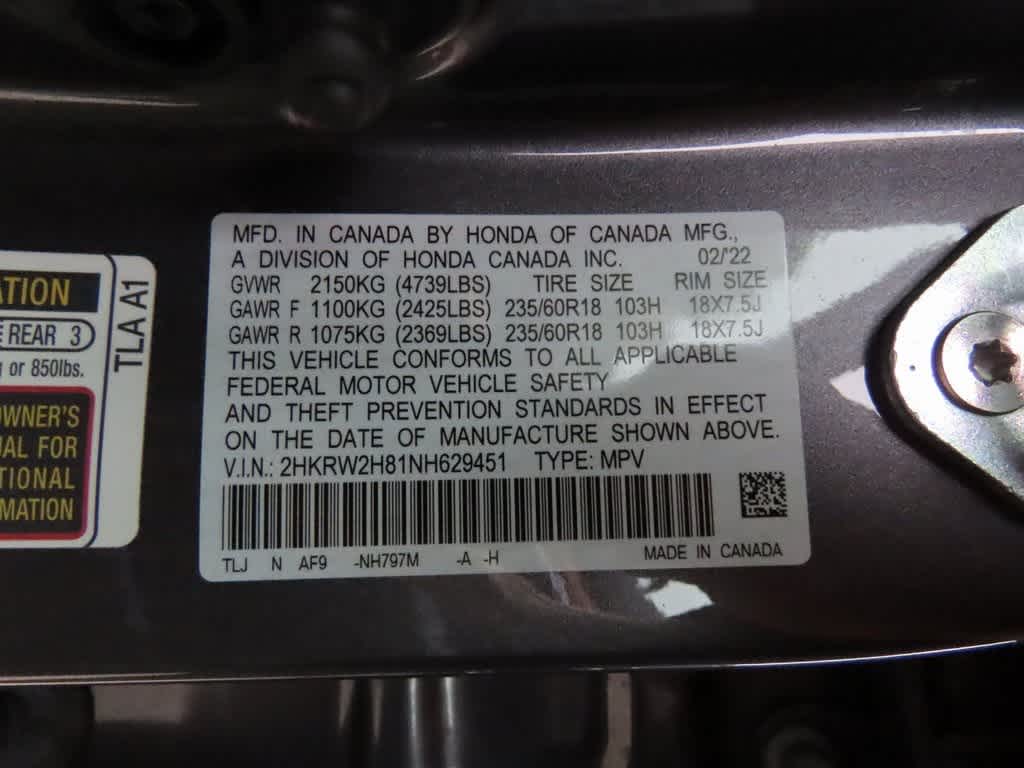 MFD. IN CANADA BY HONDA OF CANADA MFG.,
A DIVISION OF HONDA CANADA INC. 02/'22
GVWR 2150KG (4739LBS) TIRE SIZE RIM SIZE
GAWR F 1100KG (2425LBS) 235/60R18 103H 18X7.5J
GAWR R 1075KG (2369LBS) 235/60R18 103H 18X7.5J
THIS VEHICLE CONFORMS TO ALL APPLICABLE
FEDERAL MOTOR VEHICLE SAFETY
AND THEFT PREVENTION STANDARDS IN EFFECT
ON THE DATE OF MANUFACTURE SHOWN ABOVE.
V.I.N.: 2HKRW2H81NH629451 TYPE: MPV
TLJ N AF9 -NH797M -A -H MADE IN CANADA
ATION
REAR 3
or 850lbs.
OWNER'S
UAL FOR
TIONAL
MATION
TLA A1